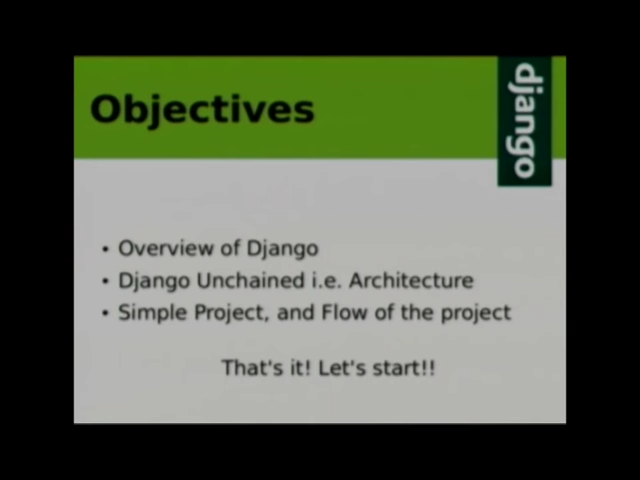 Objectives
django
• Overview of Django
• Django Unchained i.e. Architecture
• Simple Project, and Flow of the project
That's it! Let's start!!